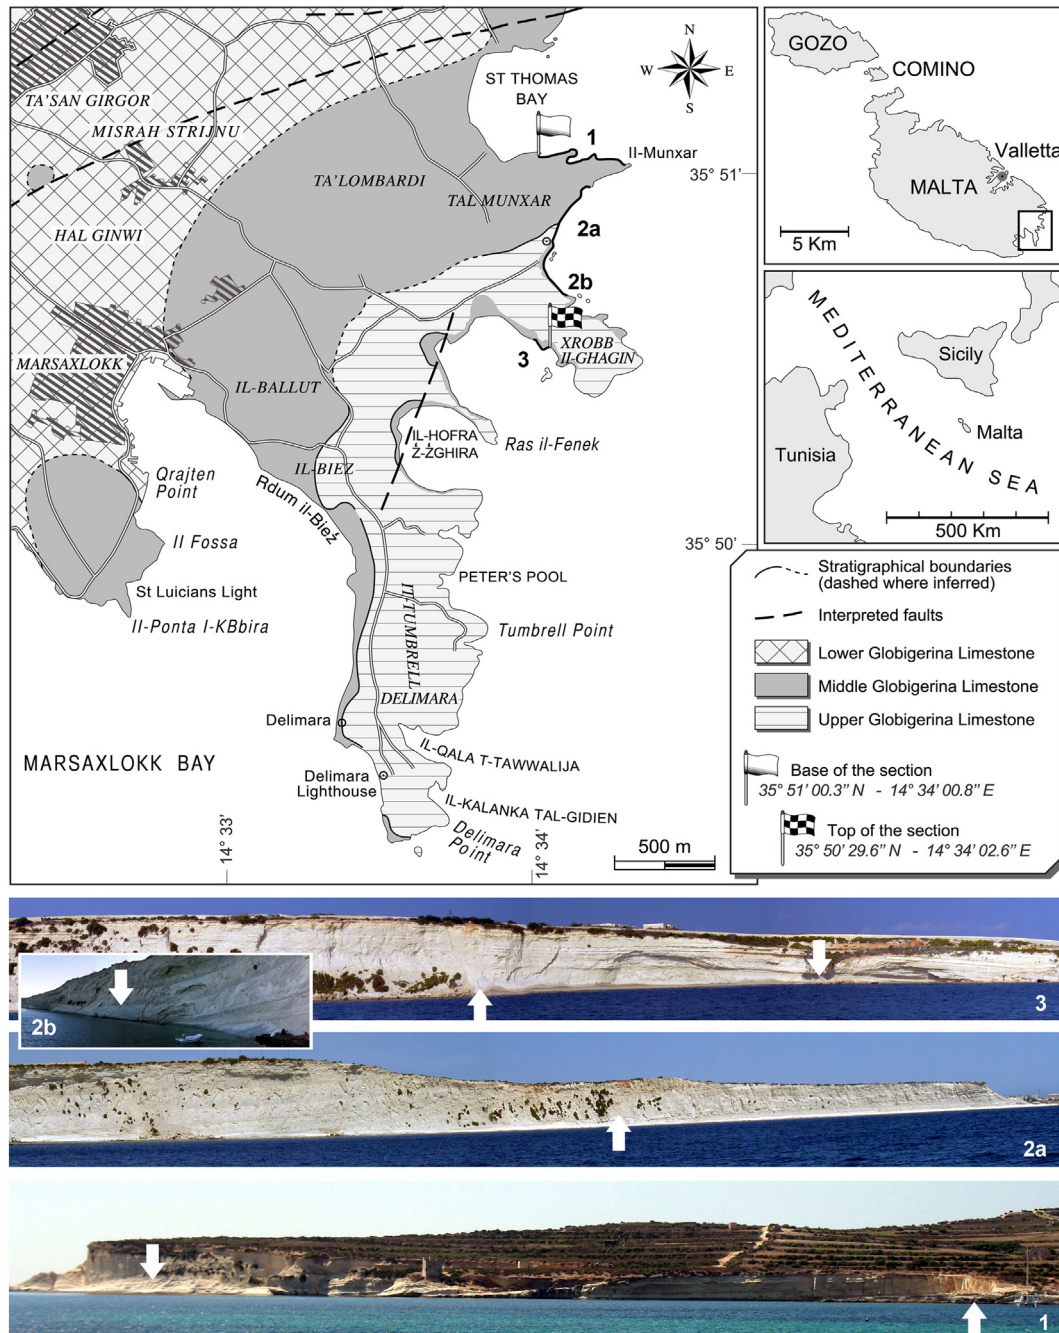 N
W
E
S
ST THOMAS
BAY
1
II-Munxar
TA'SAN GIRGOR
MISRAH STRIJNU
TA'LOMBARDI
TAL MUNXAR
HAL GINWI
2a
2b
XROBB
II-GHAGIN
3
MARSAXLOKK
IL-BALLUT
IL-HOFRA
Ż-ŻGHIRA
Ras il-Fenek
IL-BIEZ
Qrajten
Point
Rdum il-Bież
II Fossa
St Lucians Light
II-Ponta I-KBbira
PETER'S POOL
IT-TUMBRELL
Tumbrell Point
DELIMARA
Delimara
MARSAXLOKK BAY
IL-QALA T-TAWWALIJA
Delimara
Lighthouse
IL-KALANKA TAL-GIDIEN
Delimara
Point
14° 33'
14° 34'
500 m
35° 51'
35° 50'
GOZO
COMINO
Valletta
MALTA
5 Km
MEDITERRANEAN SEA
Sicily
Malta
Tunisia
500 Km
Stratigraphical boundaries
(dashed where inferred)
Interpreted faults
Lower Globigerina Limestone
Middle Globigerina Limestone
Upper Globigerina Limestone
Base of the section
35° 51' 00.3" N - 14° 34' 00.8" E
Top of the section
35° 50' 29.6" N - 14° 34' 02.6" E
3
2b
2a
1